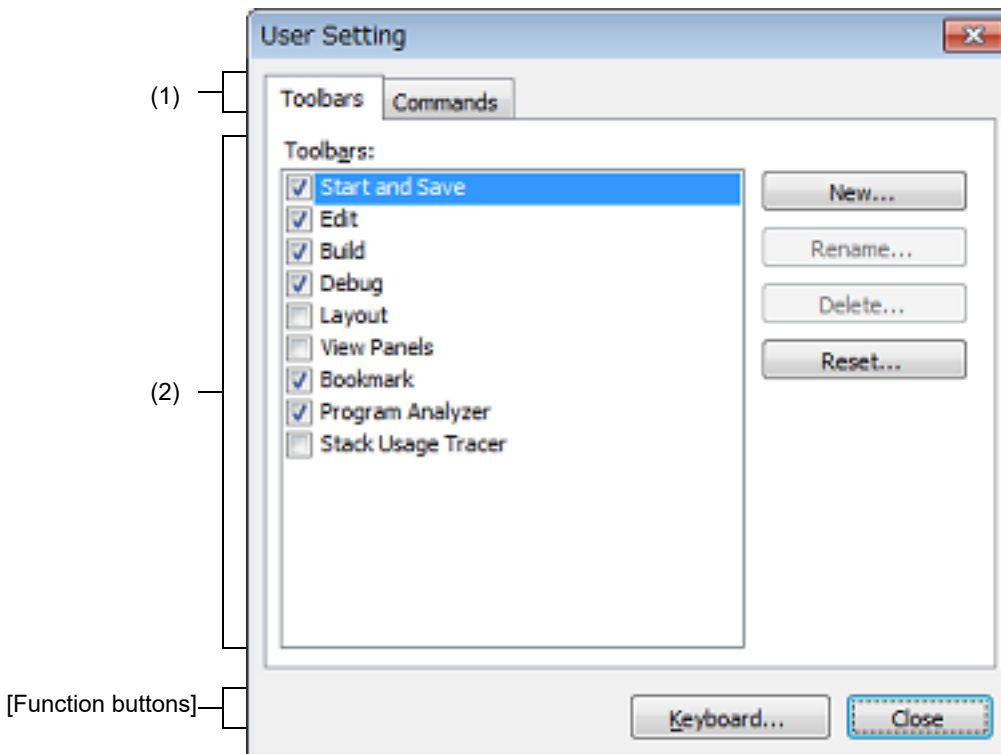 User Setting
(1)
Toolbars
Commands
Toolbars:
Start and Save
Edit
Build
Debug
Layout
View Panels
Bookmark
Program Analyzer
Stack Usage Tracer
New...
Rename...
Delete...
Reset...
(2)
[Function buttons]
Keyboard...
Close